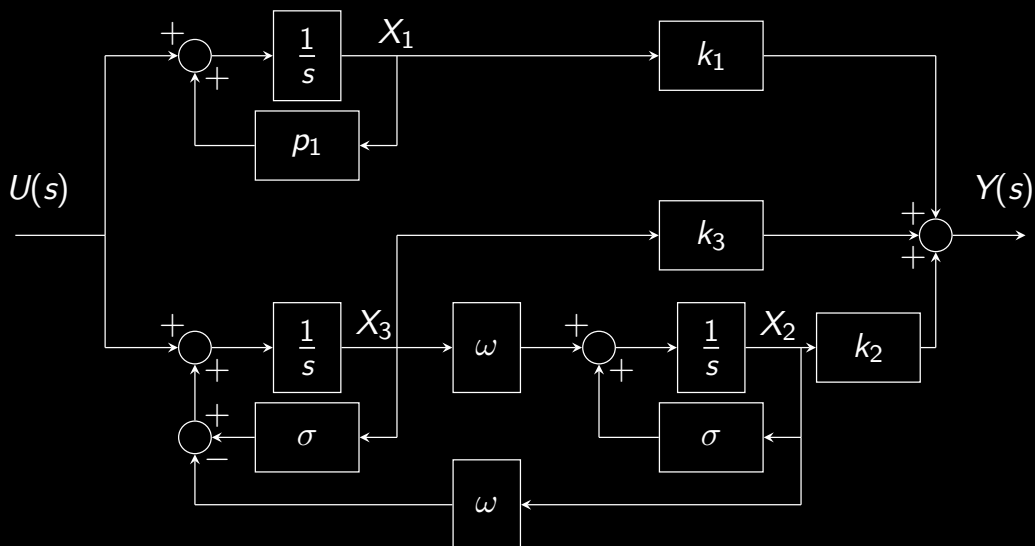 + 1/s X₁ k₁
+
p₁
U(s) Y(s)
+ k₃
+
+ 1/s X₃ ω + 1/s X₂ k₂
+ +
+ σ σ
−
ω